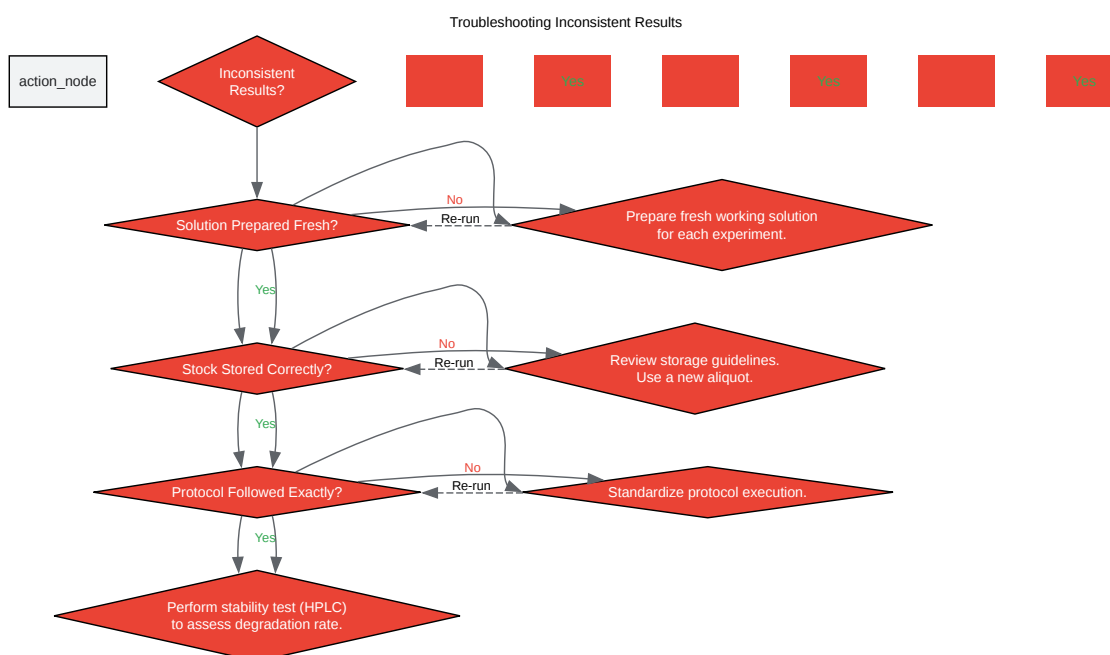 Troubleshooting Inconsistent Results
action_node
Inconsistent
Results?
Yes
Yes
Yes
No
Solution Prepared Fresh?
Re-run
Prepare fresh working solution
for each experiment.
Yes
No
Stock Stored Correctly?
Re-run
Review storage guidelines.
Use a new aliquot.
Yes
No
Protocol Followed Exactly?
Re-run
Standardize protocol execution.
Yes
Perform stability test (HPLC)
to assess degradation rate.